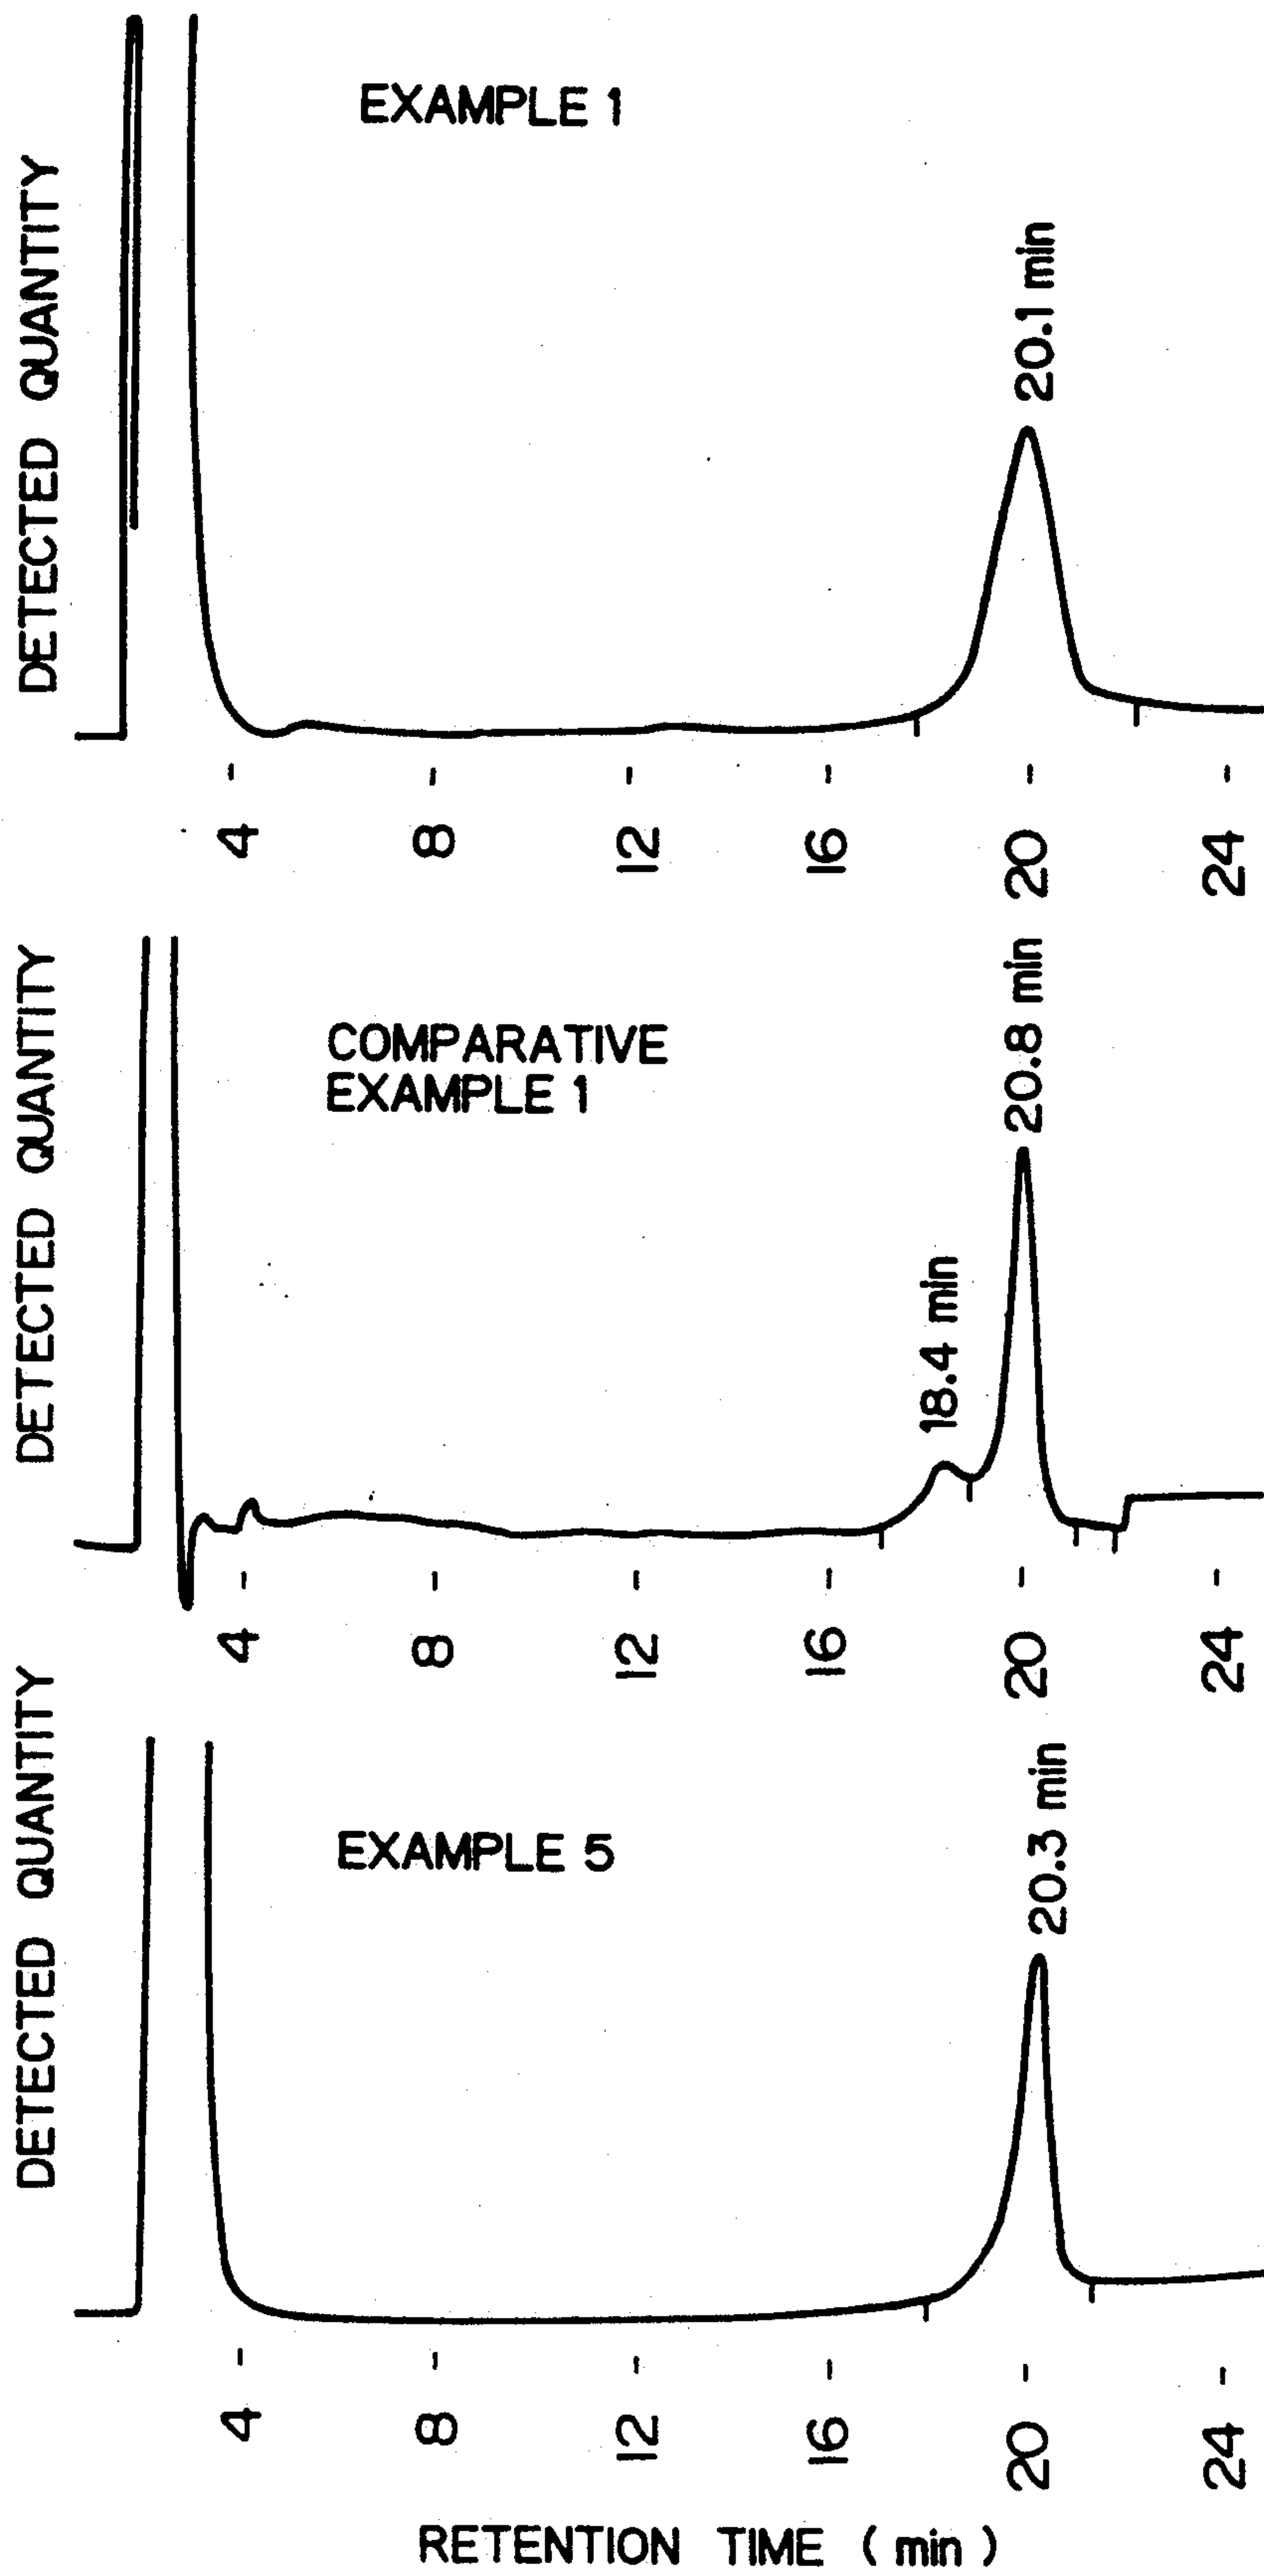 EXAMPLE 1
DETECTED QUANTITY
20.1 min
4 8 12 16 20 24
COMPARATIVE
EXAMPLE 1
DETECTED QUANTITY
18.4 min
20.8 min
4 8 12 16 20 24
EXAMPLE 5
DETECTED QUANTITY
20.3 min
4 8 12 16 20 24
RETENTION TIME (min)